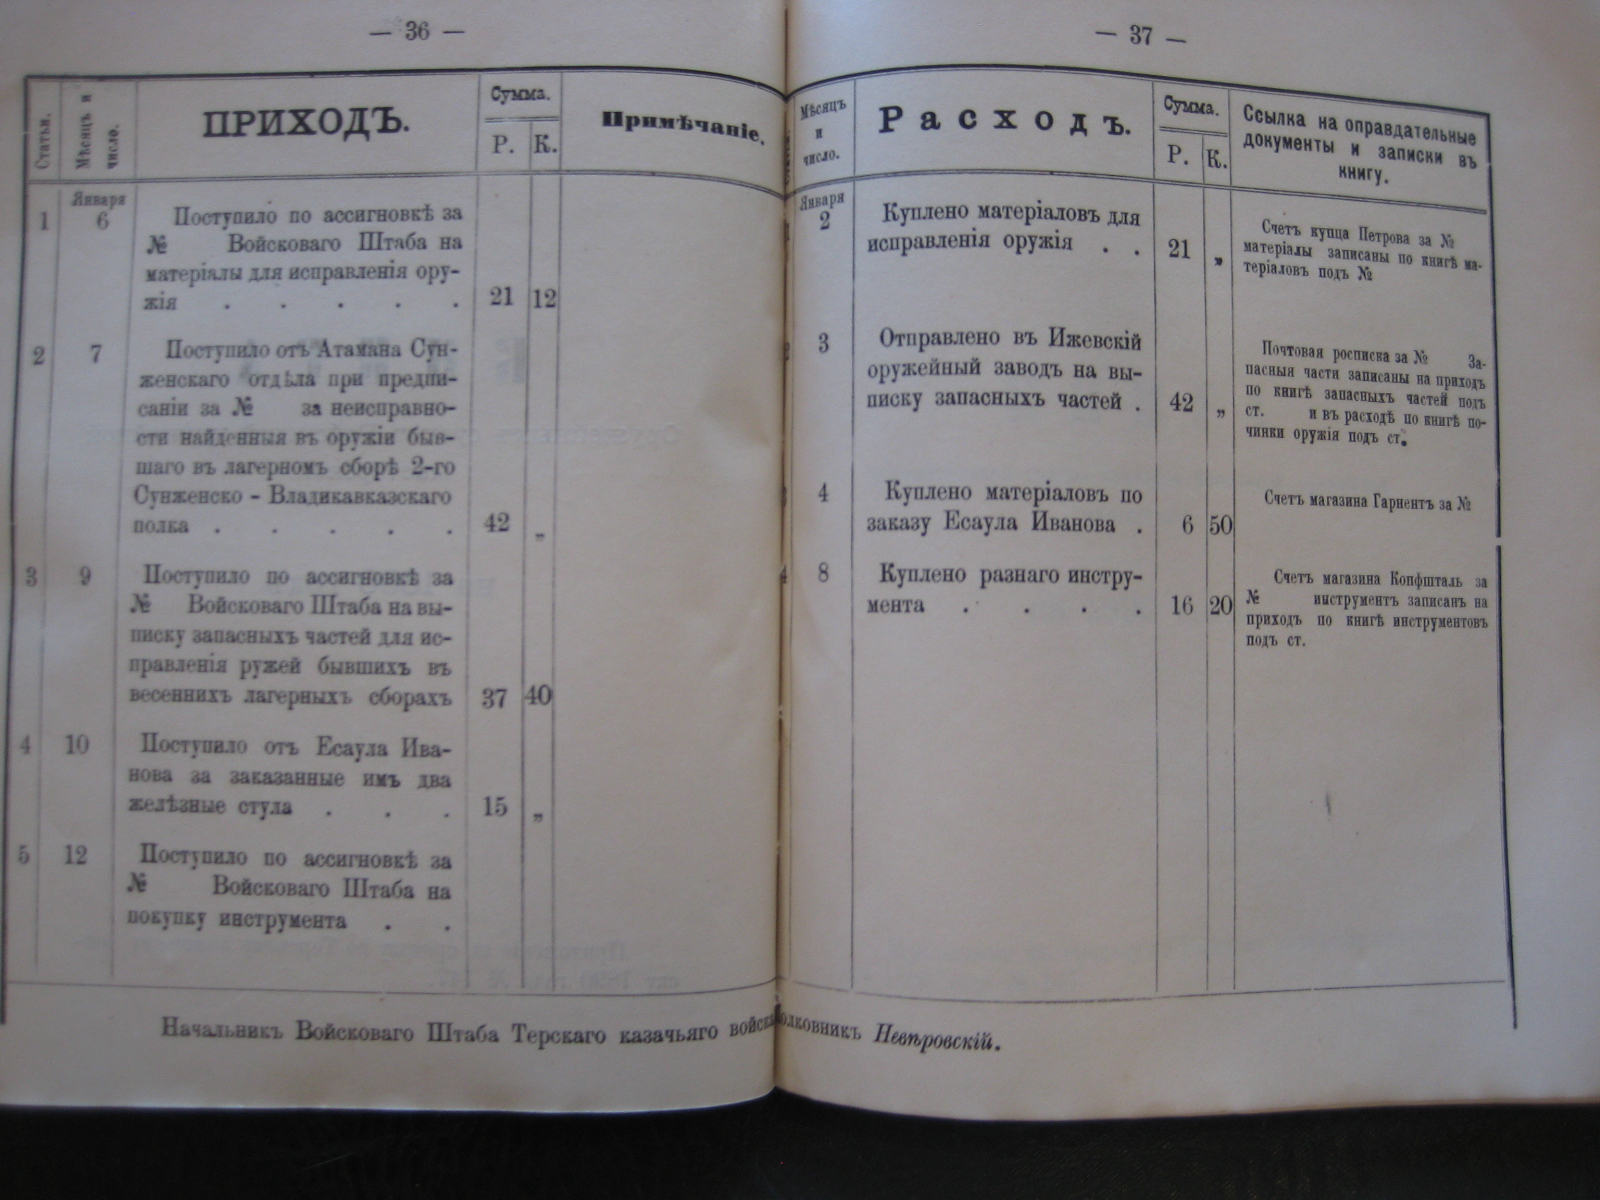 — 36 —
Статьи.
Мѣсяцъ и число.
ПРИХОДЪ.
Сумма.
Р. К.
Примѣчаніе.
Января
1 6 Поступило по ассигновкѣ за
№ Войсковаго Штаба на
матеріалы для исправленія ору-
жія . . . . . 21 12
2 7 Поступило отъ Атамана Сун-
женскаго отдѣла при предпи-
саніи за № за неисправно-
сти найденныя въ оружіи быв-
шаго въ лагерномъ сборѣ 2-го
Сунженско - Владикавказскаго
полка . . . . . 42 „
3 9 Поступило по ассигновкѣ за
№ Войсковаго Штаба на вы-
писку запасныхъ частей для ис-
правленія ружей бывшихъ въ
весеннихъ лагерныхъ сборахъ 37 40
4 10 Поступило отъ Есаула Ива-
нова за заказанные имъ два
желѣзные стула . . . 15 „
5 12 Поступило по ассигновкѣ за
№ Войсковаго Штаба на
покупку инструмента . .
— 37 —
Мѣсяцъ
и
число.
Расходъ.
Сумма.
Р. К.
Ссылка на оправдательные
документы и записки въ
книгу.
Января
2 Куплено матеріаловъ для
исправленія оружія . . 21 „
Счетъ купца Петрова за №
матеріалы записаны по книгѣ ма-
теріаловъ подъ №
3 Отправлено въ Ижевскій
оружейный заводъ на вы-
писку запасныхъ частей . 42 „
Почтовая росписка за № За-
пасныя части записаны на приходъ
по книгѣ запасныхъ частей подъ
ст. и въ расходѣ по книгѣ по-
чинки оружія подъ ст.
4 Куплено матеріаловъ по
заказу Есаула Иванова . 6 50
Счетъ магазина Гарнентъ за №
8 Куплено разнаго инстру-
мента . . . . 16 20
Счетъ магазина Копфшталь за
№ инструментъ записанъ на
приходъ по книгѣ инструментовъ
подъ ст.
Начальникъ Войсковаго Штаба Терскаго казачьяго войска олковникъ Невѣровскій.